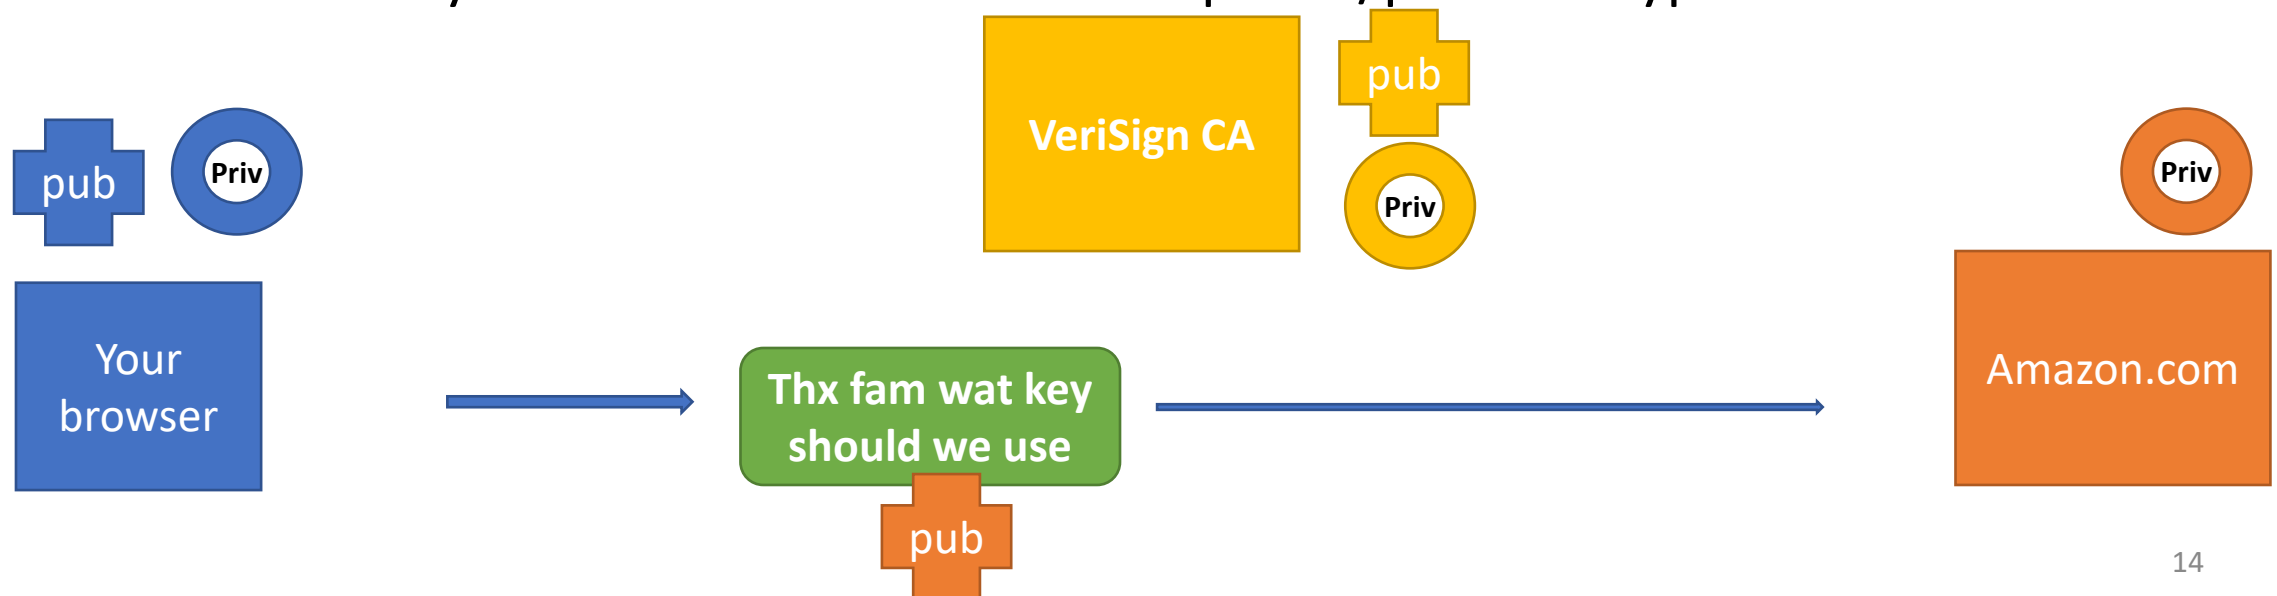 pub
Priv
VeriSign CA
pub
Priv
Priv
Your
browser
Thx fam wat key
should we use
pub
Amazon.com
14